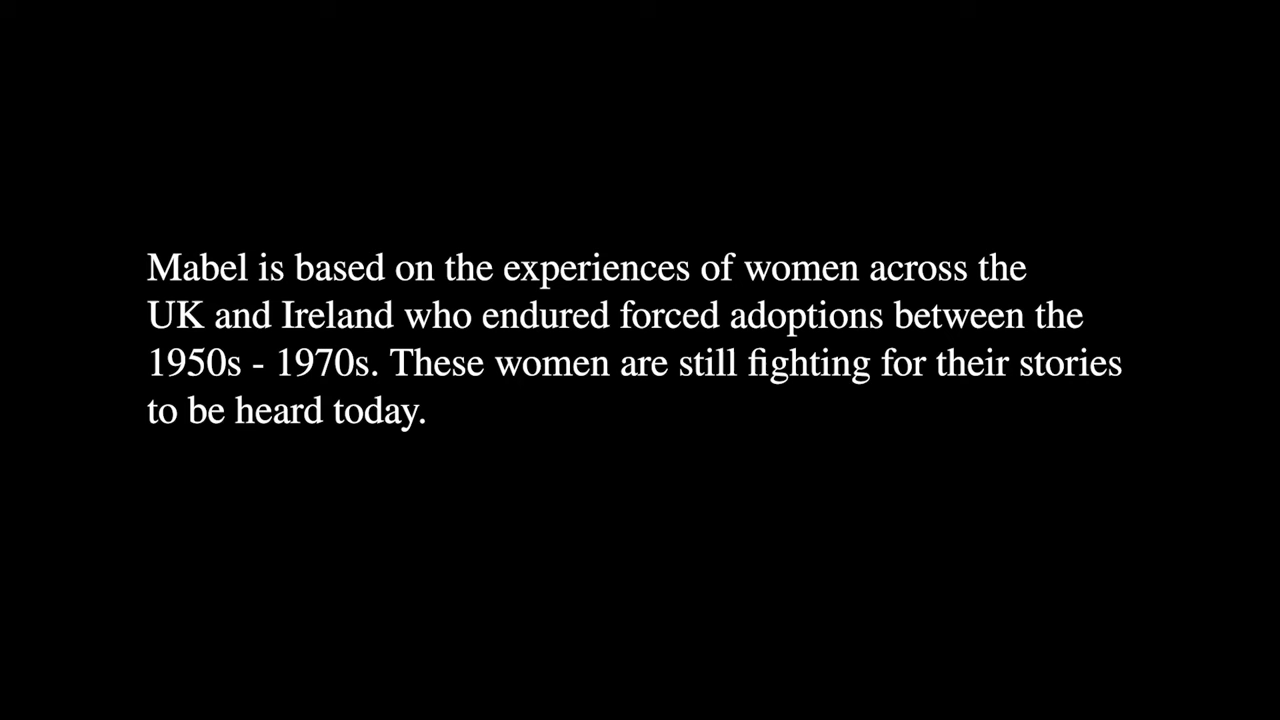 Mabel is based on the experiences of women across the
UK and Ireland who endured forced adoptions between the
1950s - 1970s. These women are still fighting for their stories
to be heard today.